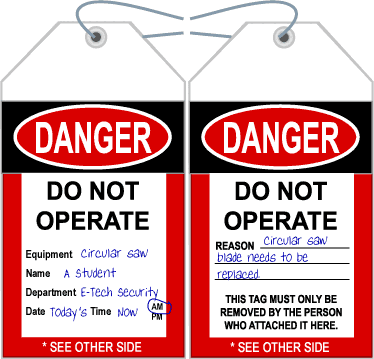 DANGER
DO NOT
OPERATE
Equipment Circular saw
Name A Student
Department E-Tech Security
Date Today's Time Now AM
PM
* SEE OTHER SIDE
DANGER
DO NOT
OPERATE
REASON Circular saw
blade needs to be
replaced.
THIS TAG MUST ONLY BE
REMOVED BY THE PERSON
WHO ATTACHED IT HERE.
* SEE OTHER SIDE